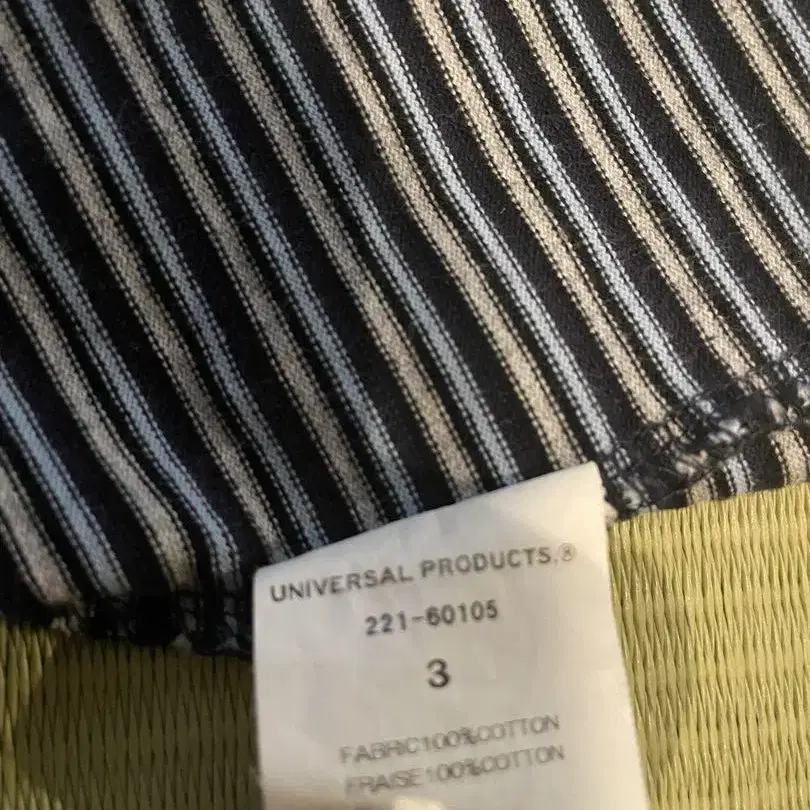 UNIVERSAL PRODUCTS.®
221-60105
3
FABRIC100%COTTON
FRAISE100%COTTON